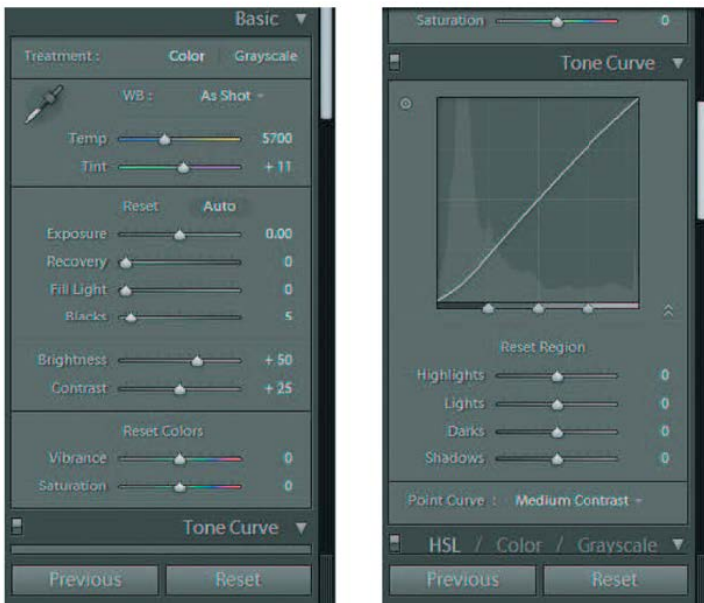 Basic
Treatment : Color Grayscale
WB : As Shot
Temp 5700
Tint + 11
Reset Auto
Exposure 0.00
Recovery 0
Fill Light 0
Blacks 5
Brightness + 50
Contrast + 25
Reset Colors
Vibrance 0
Saturation 0
Tone Curve
Previous Reset
Saturation 0
Tone Curve
Reset Region
Highlights 0
Lights 0
Darks 0
Shadows 0
Point Curve : Medium Contrast
HSL / Color / Grayscale
Previous Reset